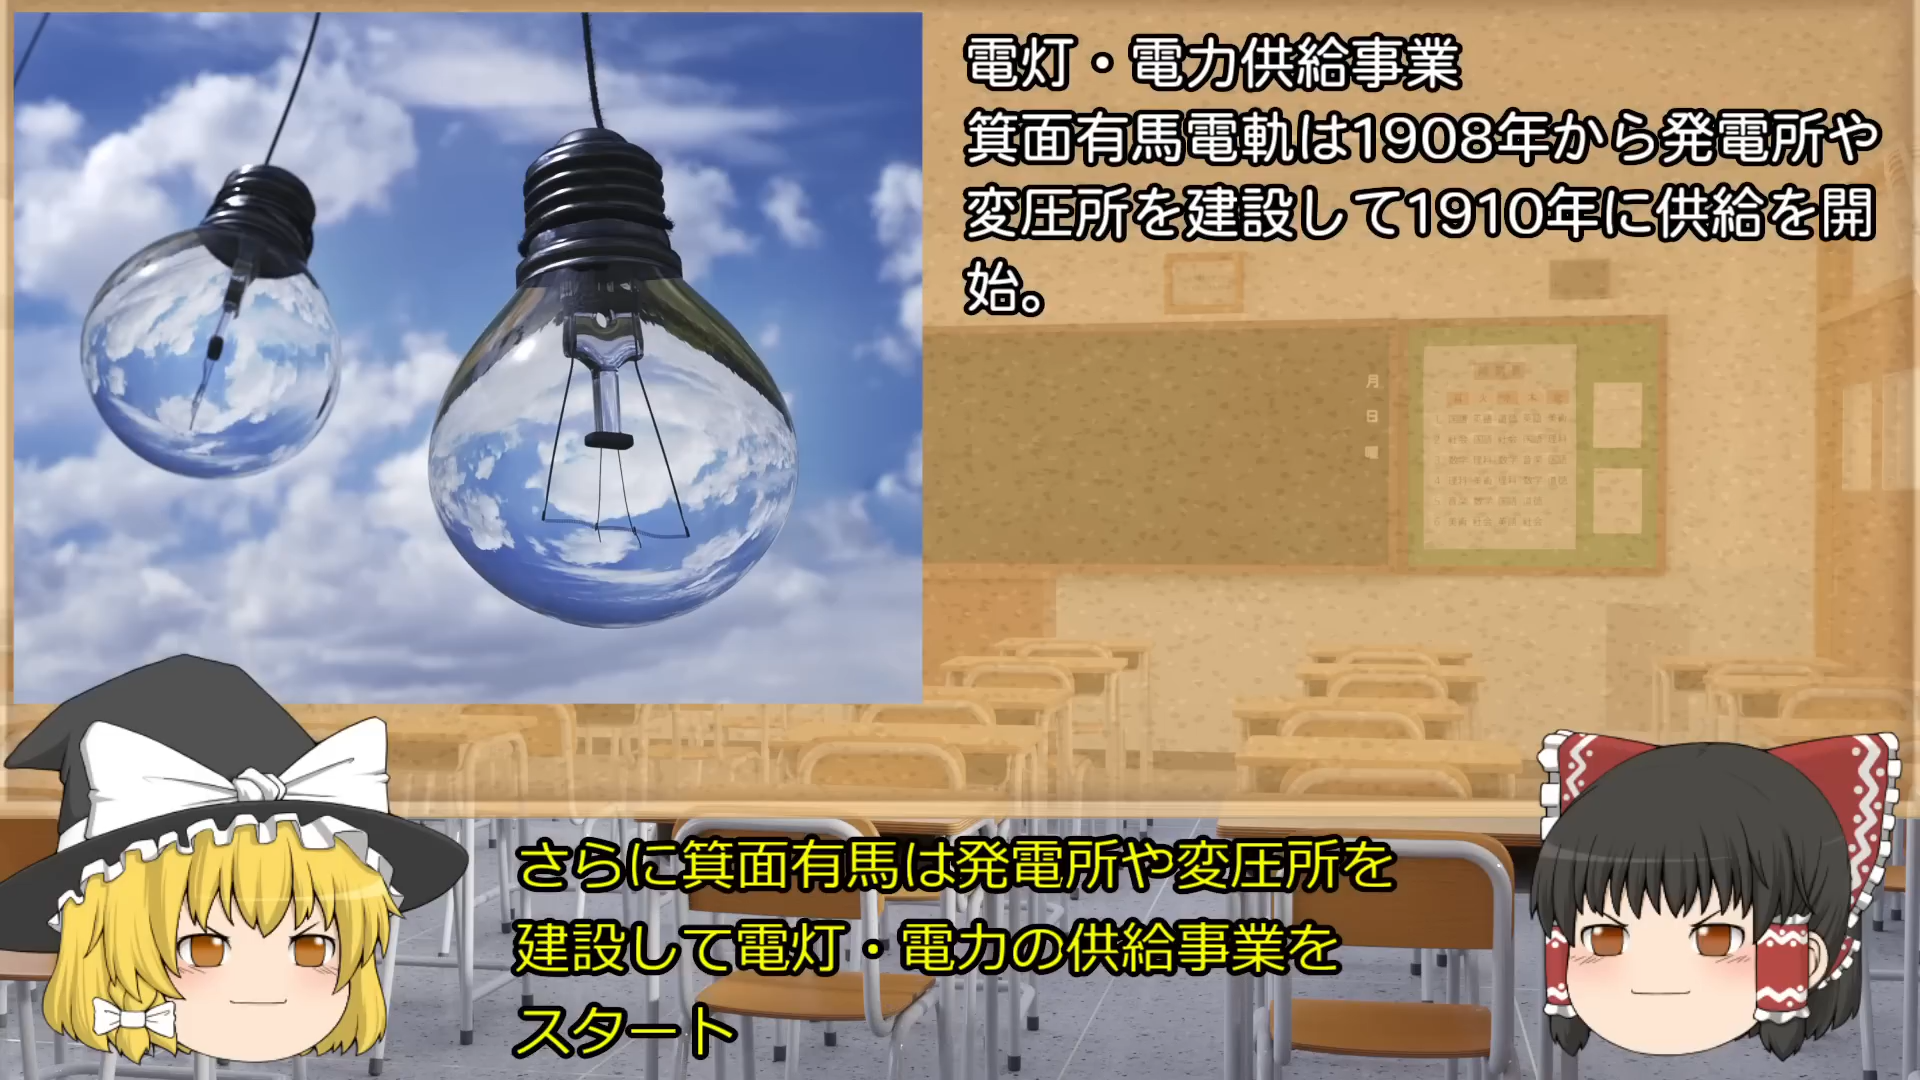 電灯・電力供給事業
箕面有馬電軌は1908年から発電所や
変圧所を建設して1910年に供給を開
始。
月
日
さらに箕面有馬は発電所や変圧所を
建設して電灯・電力の供給事業を
スタート